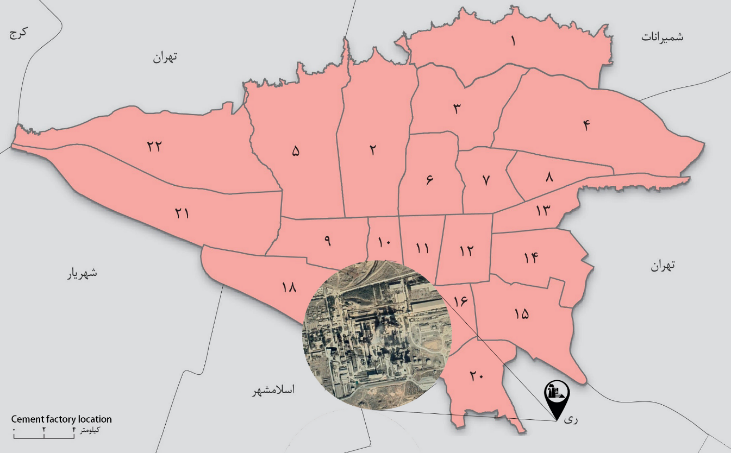 کرج
تهران
شمیرانات
۱
۳
۴
۲۲
۵
۲
۶
۷
۸
۲۱
۱۳
۹
۱۰
۱۱
۱۲
۱۴
تهران
شهریار
۱۸
۱۶
۱۵
۲۰
اسلامشهر
ری
Cement factory location
۰ ۲ ۴ کیلومتر